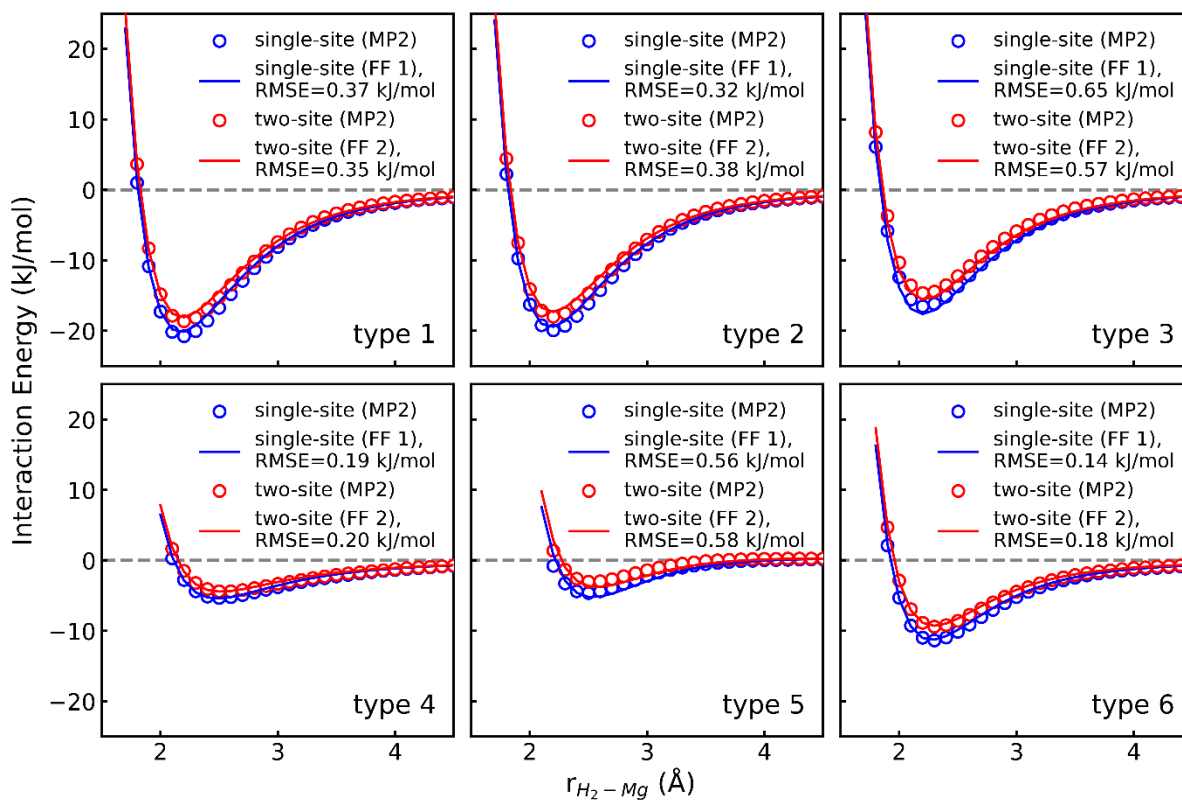 20
10
0
−10
−20
single-site (MP2)
single-site (FF 1),
RMSE=0.37 kJ/mol
two-site (MP2)
two-site (FF 2),
RMSE=0.35 kJ/mol
type 1
single-site (MP2)
single-site (FF 1),
RMSE=0.32 kJ/mol
two-site (MP2)
two-site (FF 2),
RMSE=0.38 kJ/mol
type 2
single-site (MP2)
single-site (FF 1),
RMSE=0.65 kJ/mol
two-site (MP2)
two-site (FF 2),
RMSE=0.57 kJ/mol
type 3
Interaction Energy (kJ/mol)
20
10
0
−10
−20
single-site (MP2)
single-site (FF 1),
RMSE=0.19 kJ/mol
two-site (MP2)
two-site (FF 2),
RMSE=0.20 kJ/mol
type 4
single-site (MP2)
single-site (FF 1),
RMSE=0.56 kJ/mol
two-site (MP2)
two-site (FF 2),
RMSE=0.58 kJ/mol
type 5
single-site (MP2)
single-site (FF 1),
RMSE=0.14 kJ/mol
two-site (MP2)
two-site (FF 2),
RMSE=0.18 kJ/mol
type 6
2 3 4
2 3 4
2 3 4
r_{H_2−Mg} (Å)